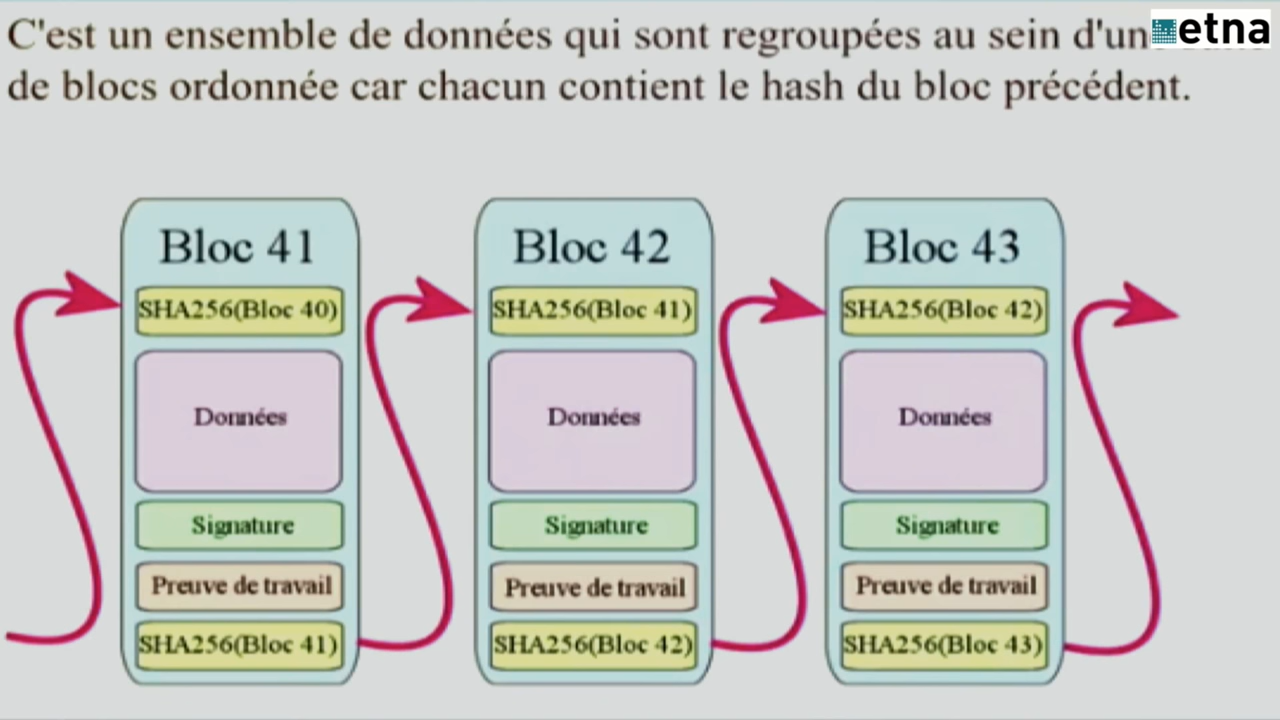 C'est un ensemble de données qui sont regroupées au sein d'un
etna
de blocs ordonnée car chacun contient le hash du bloc précédent.
Bloc 41
SHA256(Bloc 40)
Données
Signature
Preuve de travail
SHA256(Bloc 41)
Bloc 42
SHA256(Bloc 41)
Données
Signature
Preuve de travail
SHA256(Bloc 42)
Bloc 43
SHA256(Bloc 42)
Données
Signature
Preuve de travail
SHA256(Bloc 43)